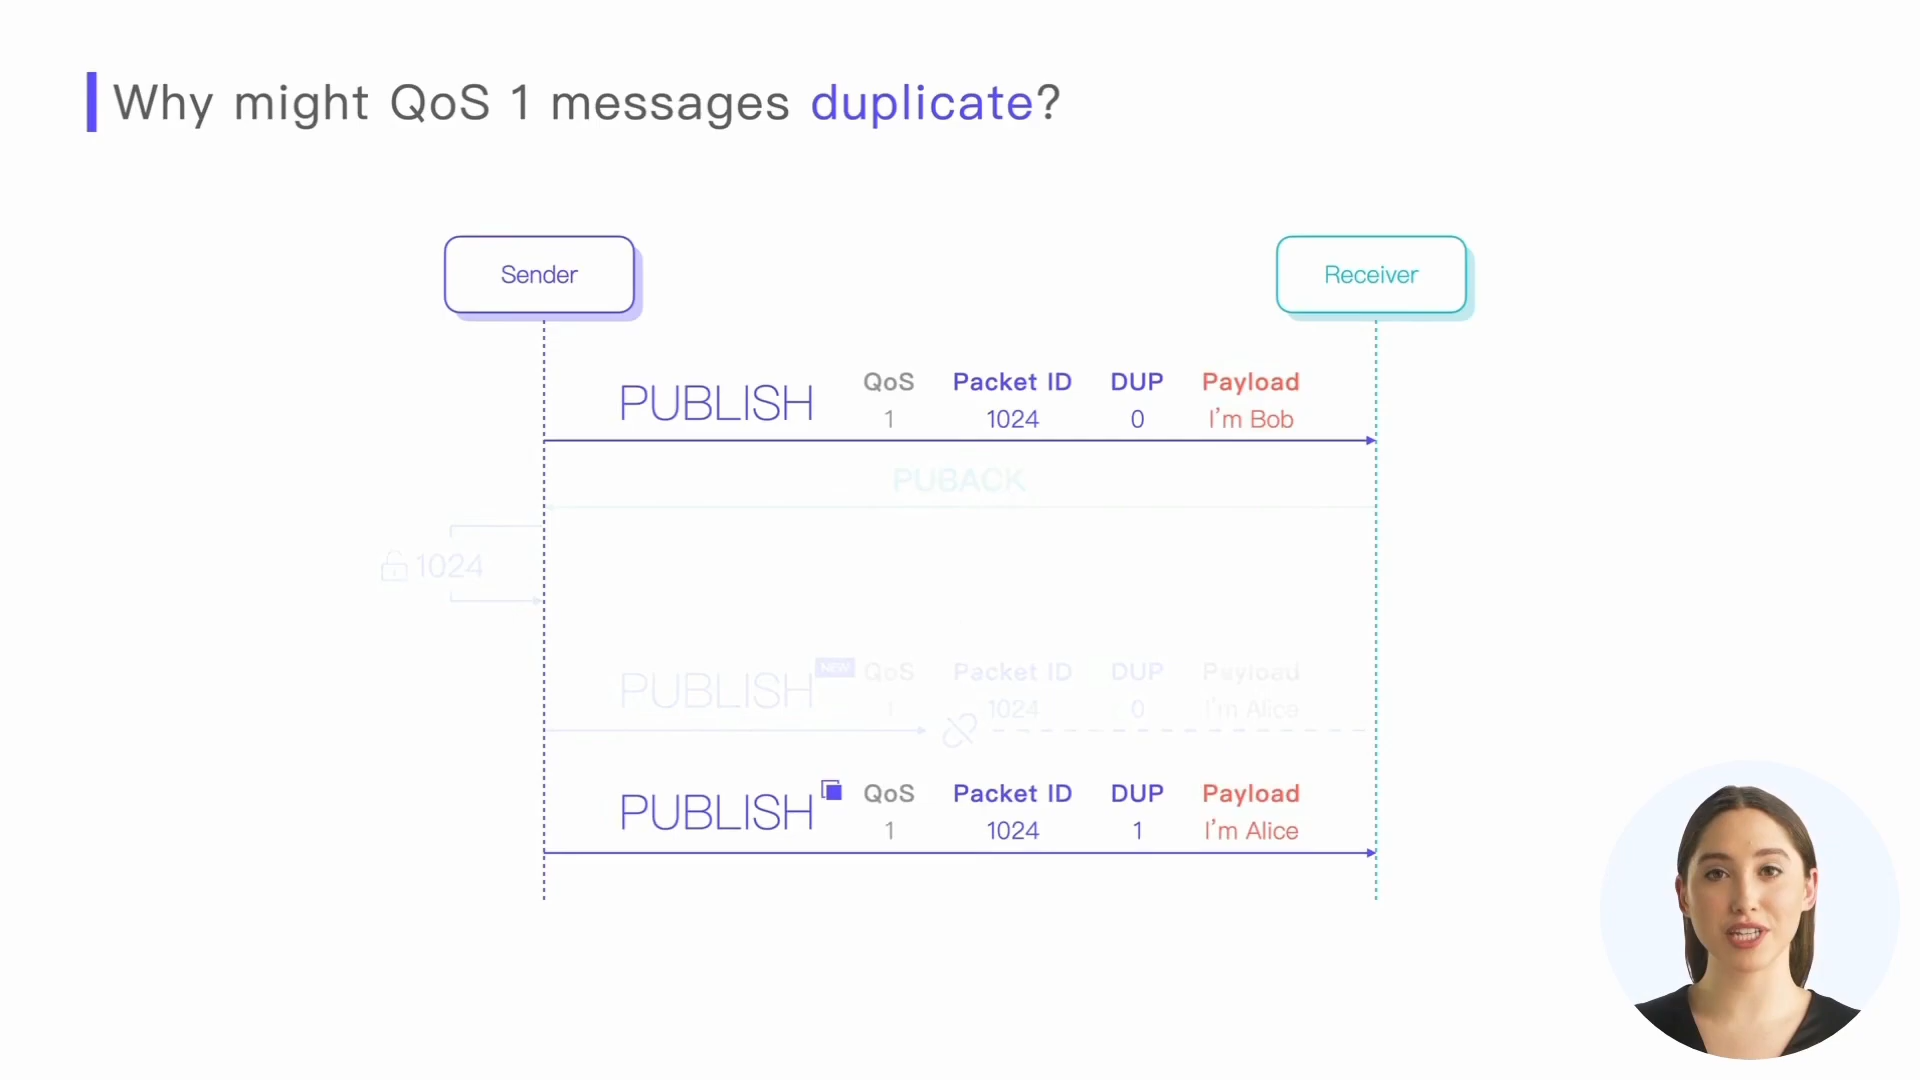 Why might QoS 1 messages duplicate?
Sender
Receiver
PUBLISH
QoS Packet ID DUP Payload
1 1024 0 I'm Bob
PUBACK
1024
PUBLISH NEW
QoS Packet ID DUP Payload
1 1024 0 I'm Alice
PUBLISH
QoS Packet ID DUP Payload
1 1024 1 I'm Alice